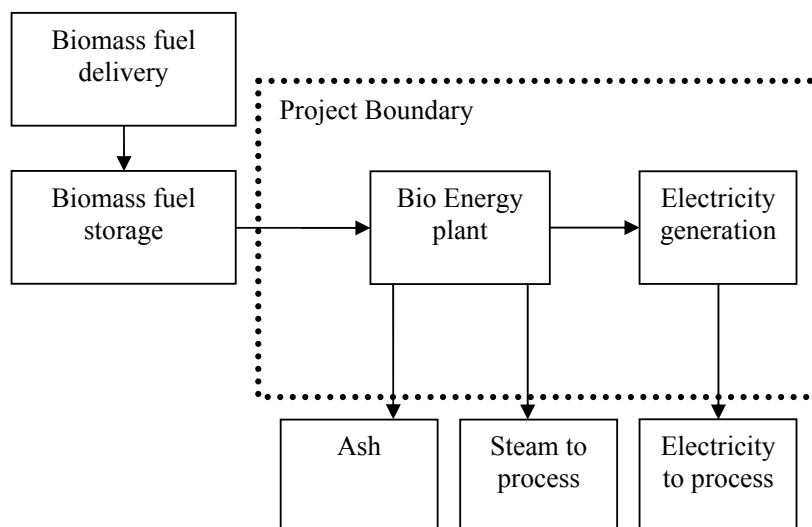 Biomass fuel
delivery
Project Boundary
Biomass fuel
storage
Bio Energy
plant
Electricity
generation
Ash
Steam to
process
Electricity
to process